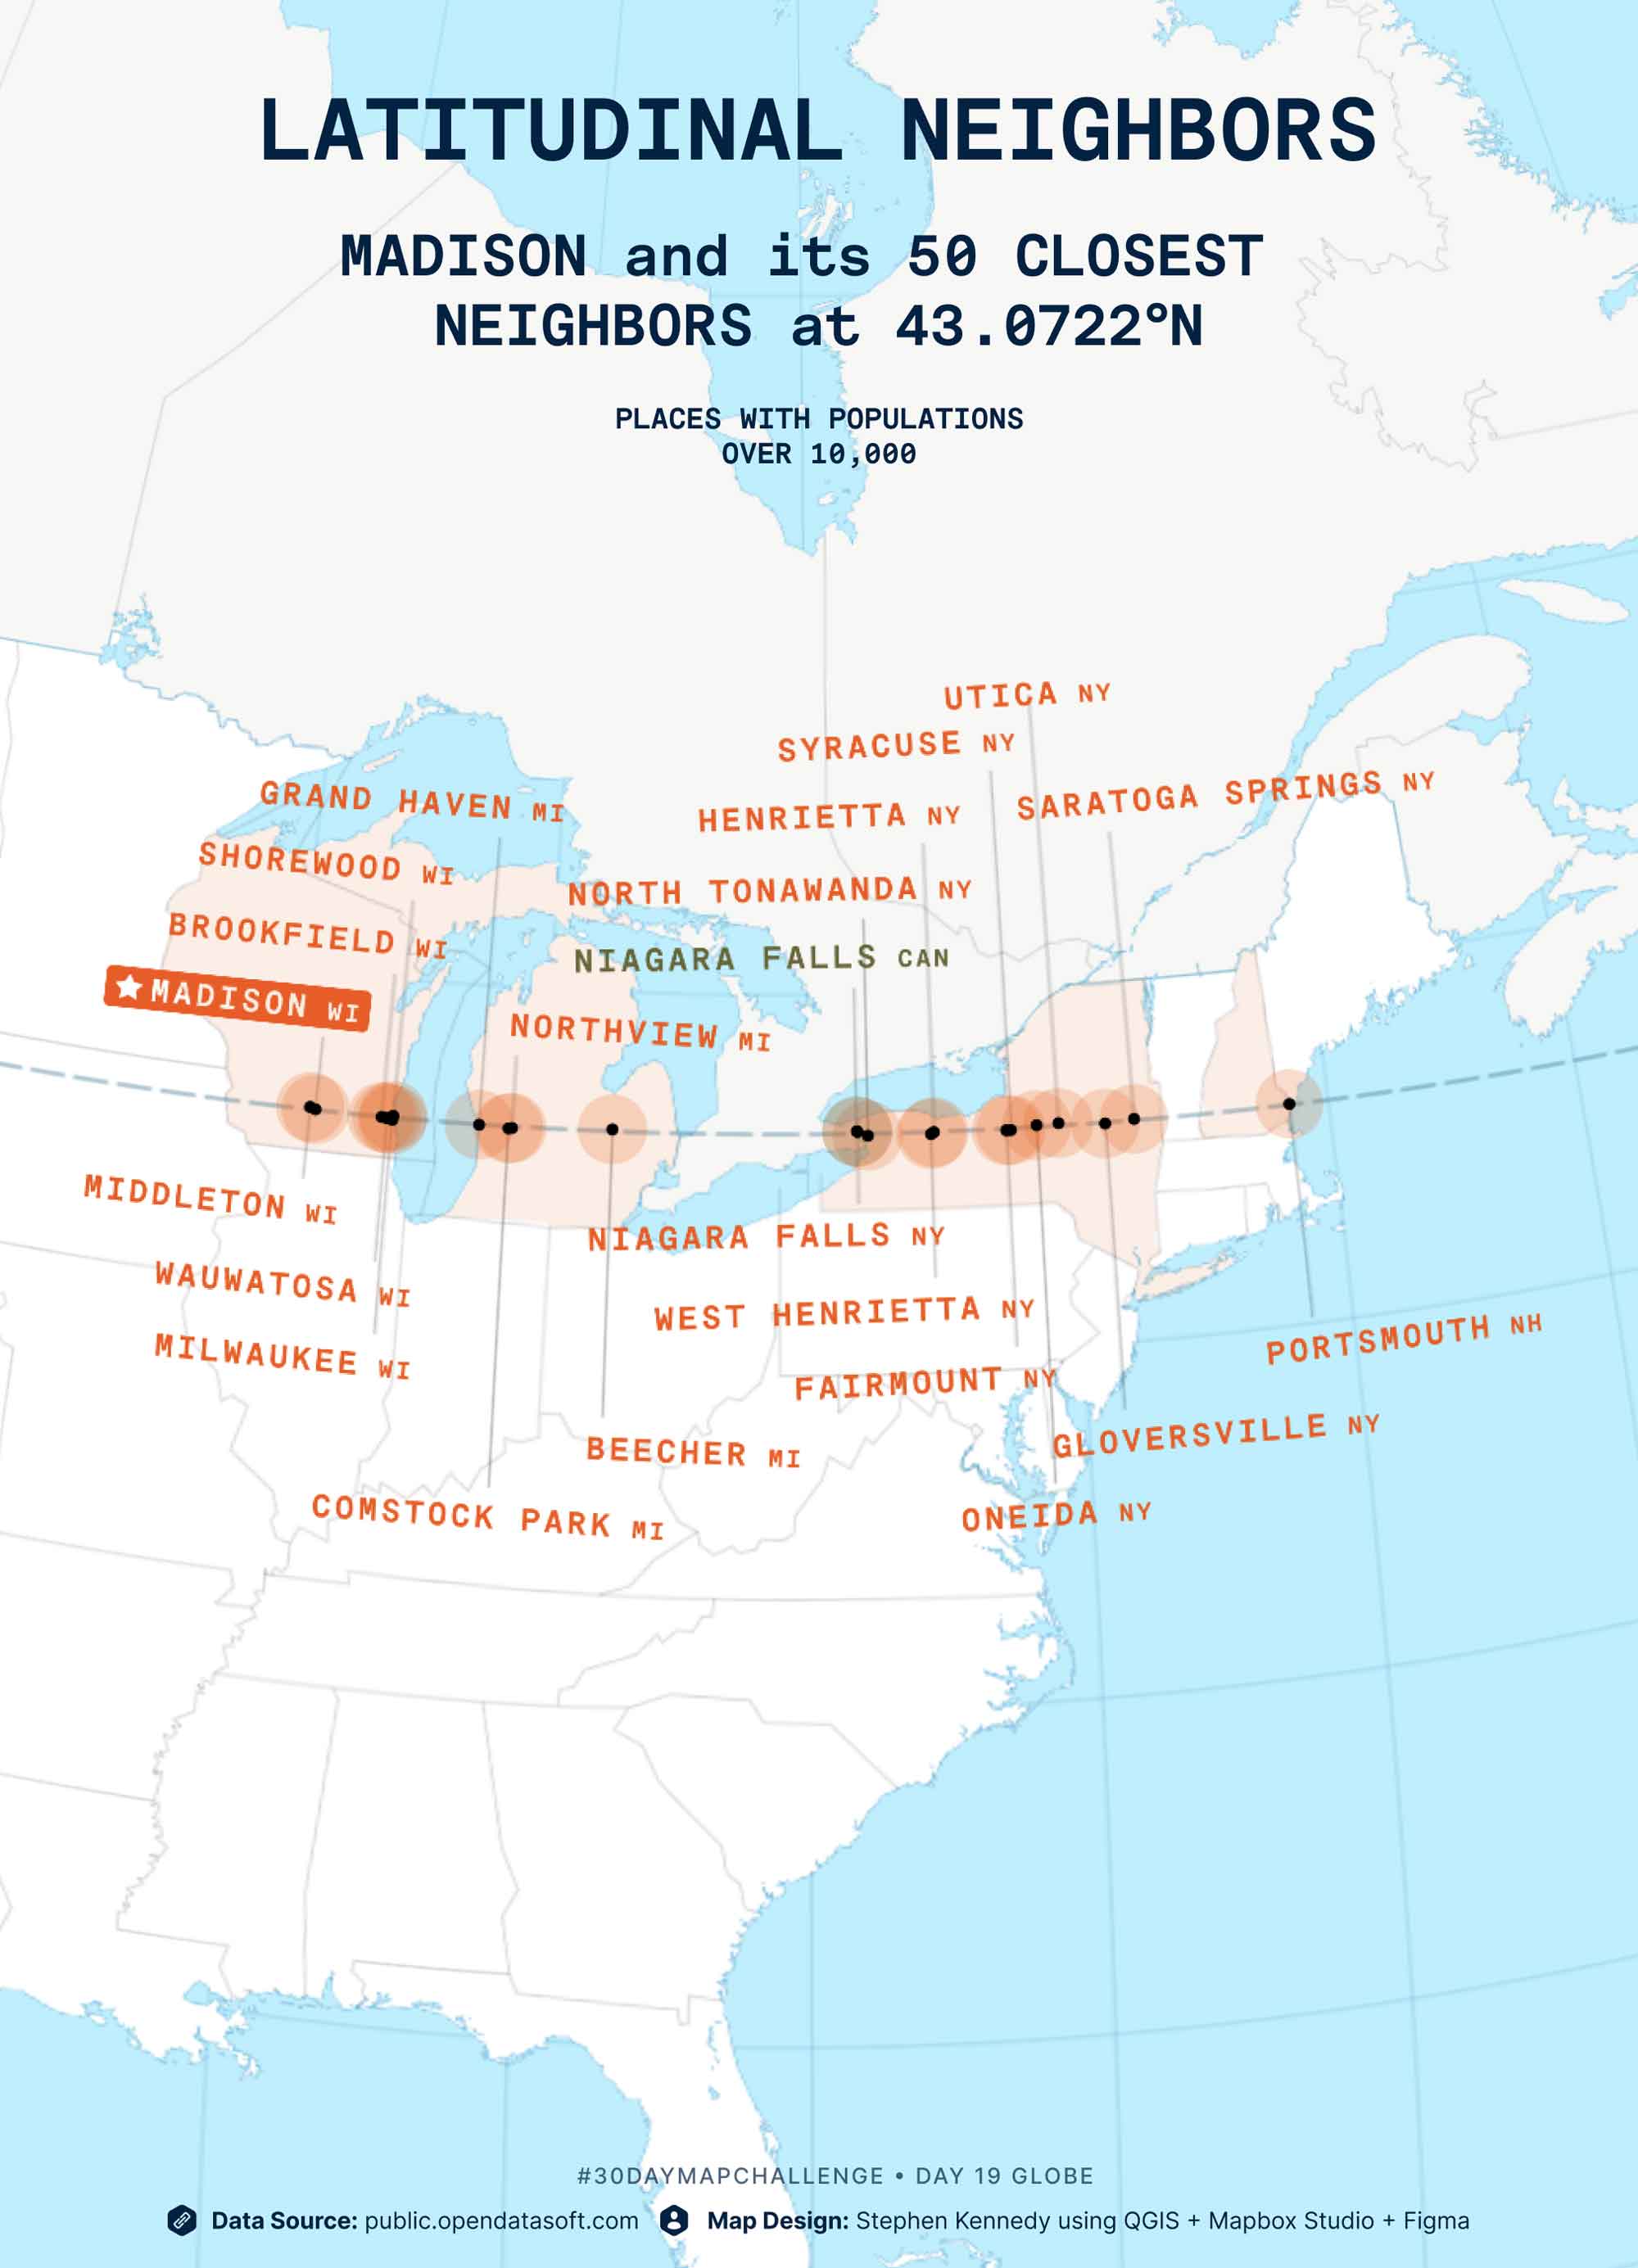 LATITUDINAL NEIGHBORS
MADISON and its 50 CLOSEST
NEIGHBORS at 43.0722°N
PLACES WITH POPULATIONS
OVER 10,000
UTICA NY
SYRACUSE NY
SARATOGA SPRINGS NY
GRAND HAVEN MI
HENRIETTA NY
SHOREWOOD WI
NORTH TONAWANDA NY
BROOKFIELD WI
NIAGARA FALLS CAN
MADISON WI
NORTHVIEW MI
MIDDLETON WI
NIAGARA FALLS NY
WAUWATOSA WI
WEST HENRIETTA NY
PORTSMOUTH NH
MILWAUKEE WI
FAIRMOUNT NY
GLOVERSVILLE NY
BEECHER MI
COMSTOCK PARK MI
ONEIDA NY
#30DAYMAPCHALLENGE • DAY 19 GLOBE
Data Source: public.opendatasoft.com Map Design: Stephen Kennedy using QGIS + Mapbox Studio + Figma